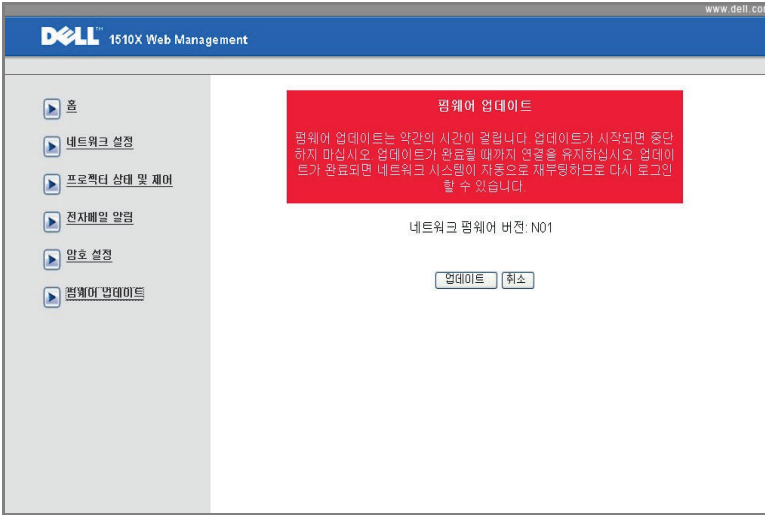 www.dell.com
DELL™ 1510X Web Management
홈
네트워크 설정
프로젝터 상태 및 제어
전자메일 알림
암호 설정
펌웨어 업데이트
펌웨어 업데이트
펌웨어 업데이트는 약간의 시간이 걸립니다. 업데이트가 시작되면 중단
하지 마십시오. 업데이트가 완료될 때까지 연결을 유지하십시오. 업데이
트가 완료되면 네트워크 시스템이 자동으로 재부팅하므로 다시 로그인
할 수 있습니다.
네트워크 펌웨어 버전: N01
업데이트 취소